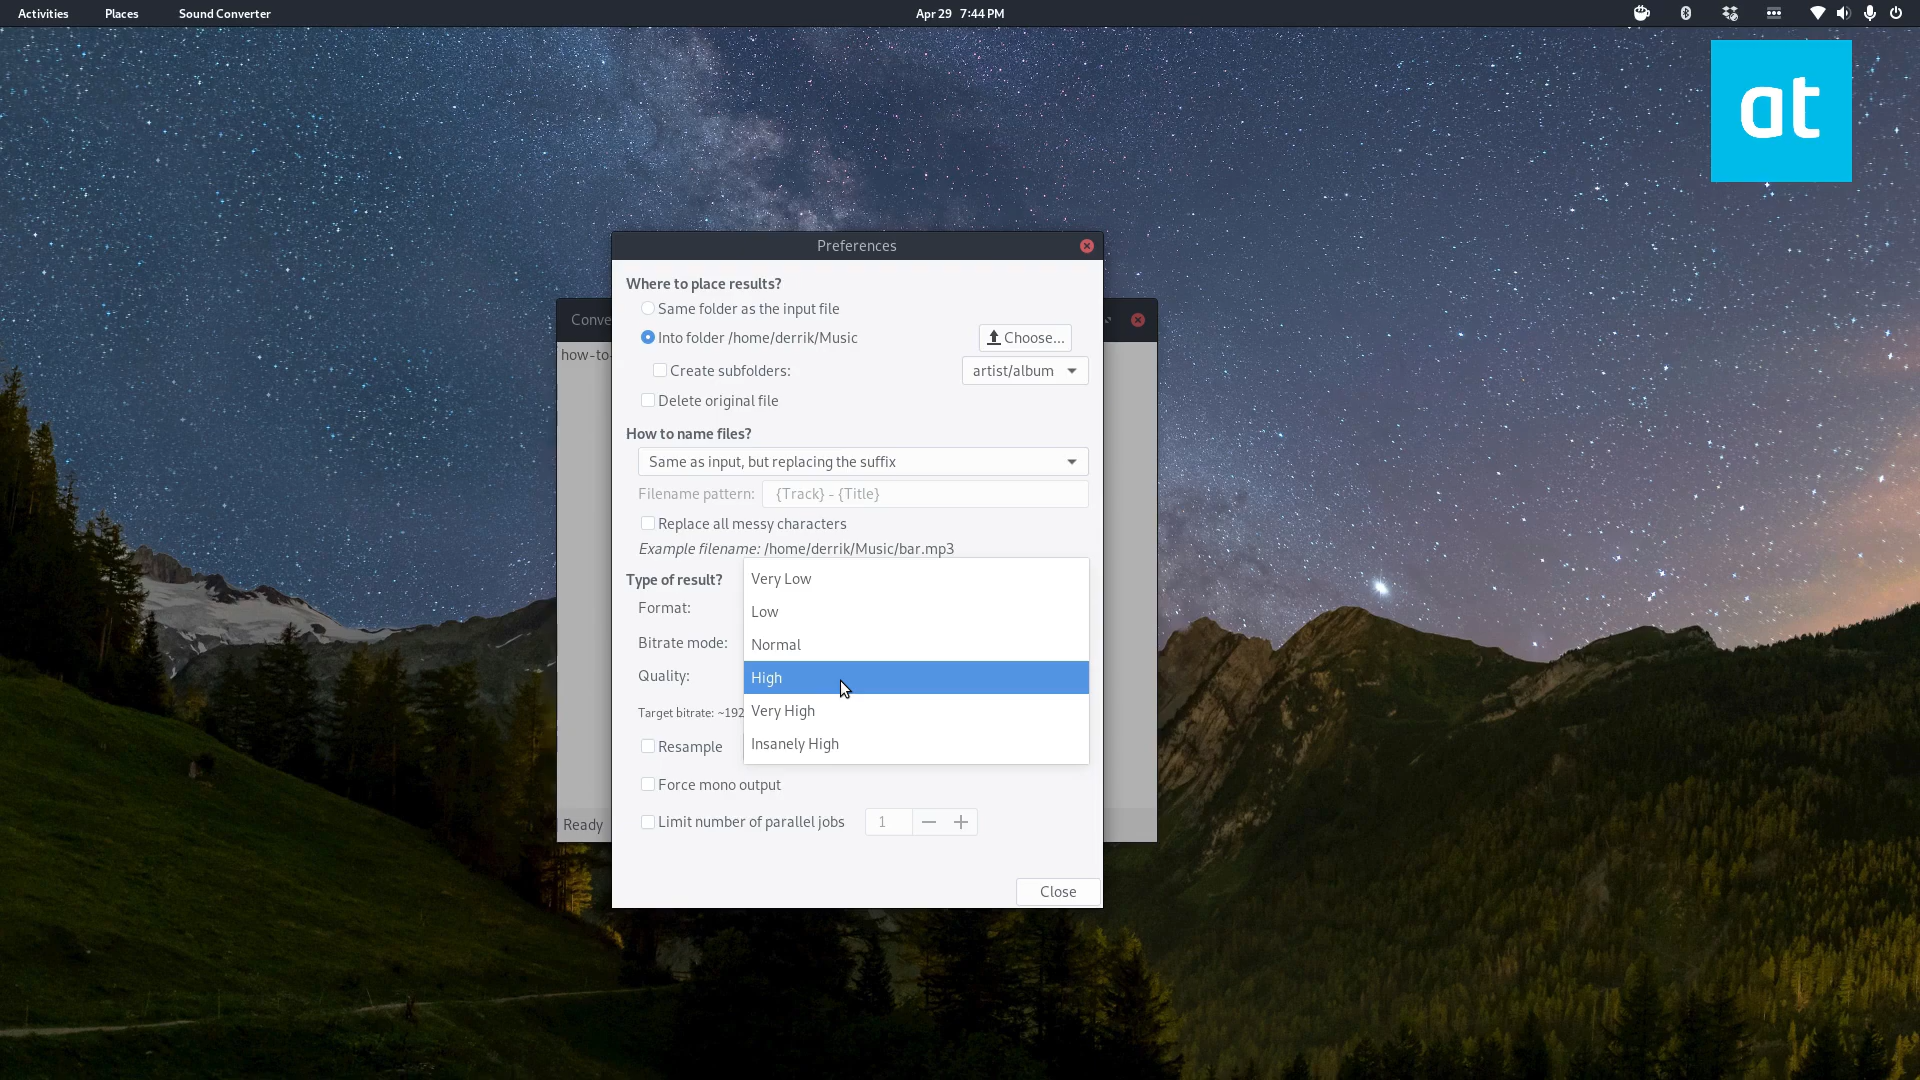 Activities Places Sound Converter Apr 29 7:44 PM
at
Preferences
Where to place results?
Same folder as the input file
Conve
Into folder /home/derrik/Music Choose...
how-to-
Create subfolders: artist/album
Delete original file
How to name files?
Same as input, but replacing the suffix
Filename pattern: {Track} - {Title}
Replace all messy characters
Example filename: /home/derrik/Music/bar.mp3
Type of result? Very Low
Format: Low
Bitrate mode: Normal
Quality: High
Target bitrate: ~192 Very High
Resample Insanely High
Force mono output
Limit number of parallel jobs 1 − +
Ready
Close